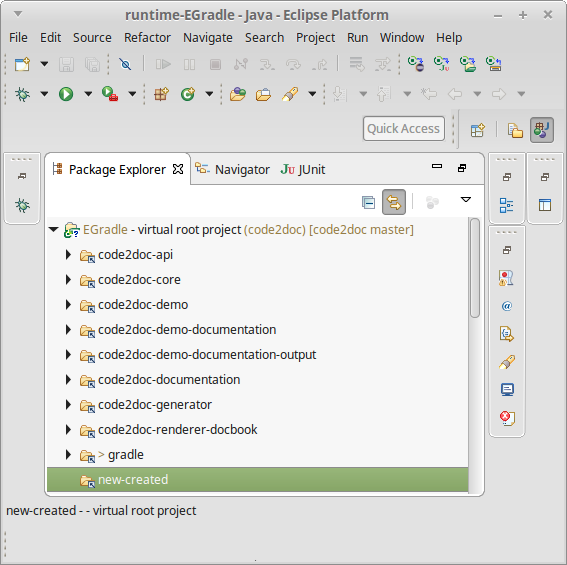 runtime-EGradle - Java - Eclipse Platform
File Edit Source Refactor Navigate Search Project Run Window Help
Quick Access
Package Explorer Navigator JUnit
EGradle - virtual root project (code2doc) [code2doc master]
code2doc-api
code2doc-core
code2doc-demo
code2doc-demo-documentation
code2doc-demo-documentation-output
code2doc-documentation
code2doc-generator
code2doc-renderer-docbook
> gradle
new-created
new-created - - virtual root project